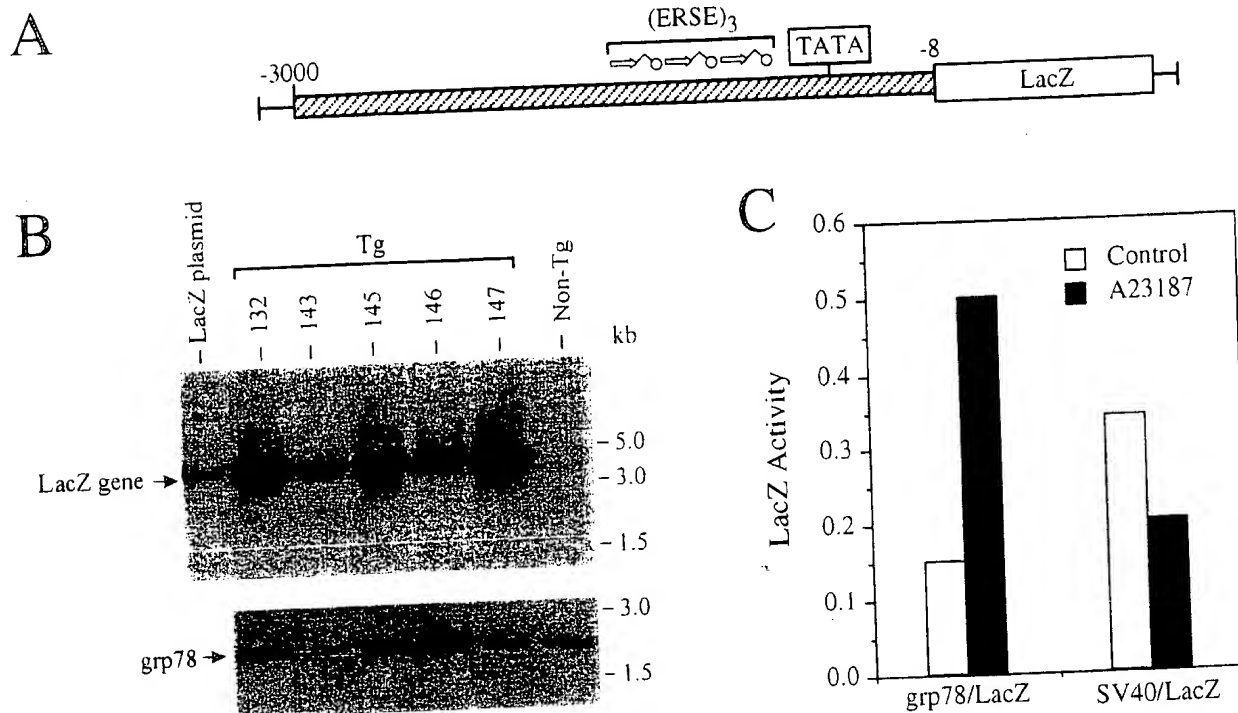 A
(ERSE)3
TATA
-3000
-8
LacZ
B
Tg
LacZ plasmid
132
143
145
146
147
Non-Tg
kb
5.0
LacZ gene
3.0
1.5
3.0
grp78
1.5
C
0.6
0.5
0.4
0.3
0.2
0.1
0.0
LacZ Activity
Control
A23187
grp78/LacZ
SV40/LacZ